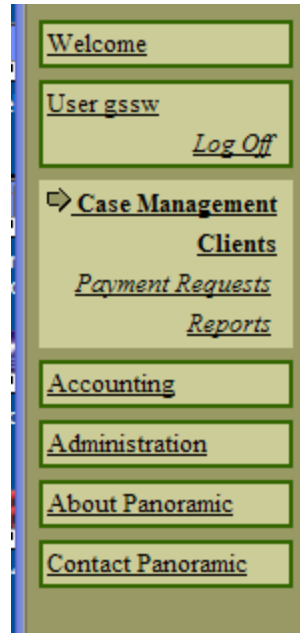 Welcome
User gssw
Log Off
Case Management
Clients
Payment Requests
Reports
Accounting
Administration
About Panoramic
Contact Panoramic